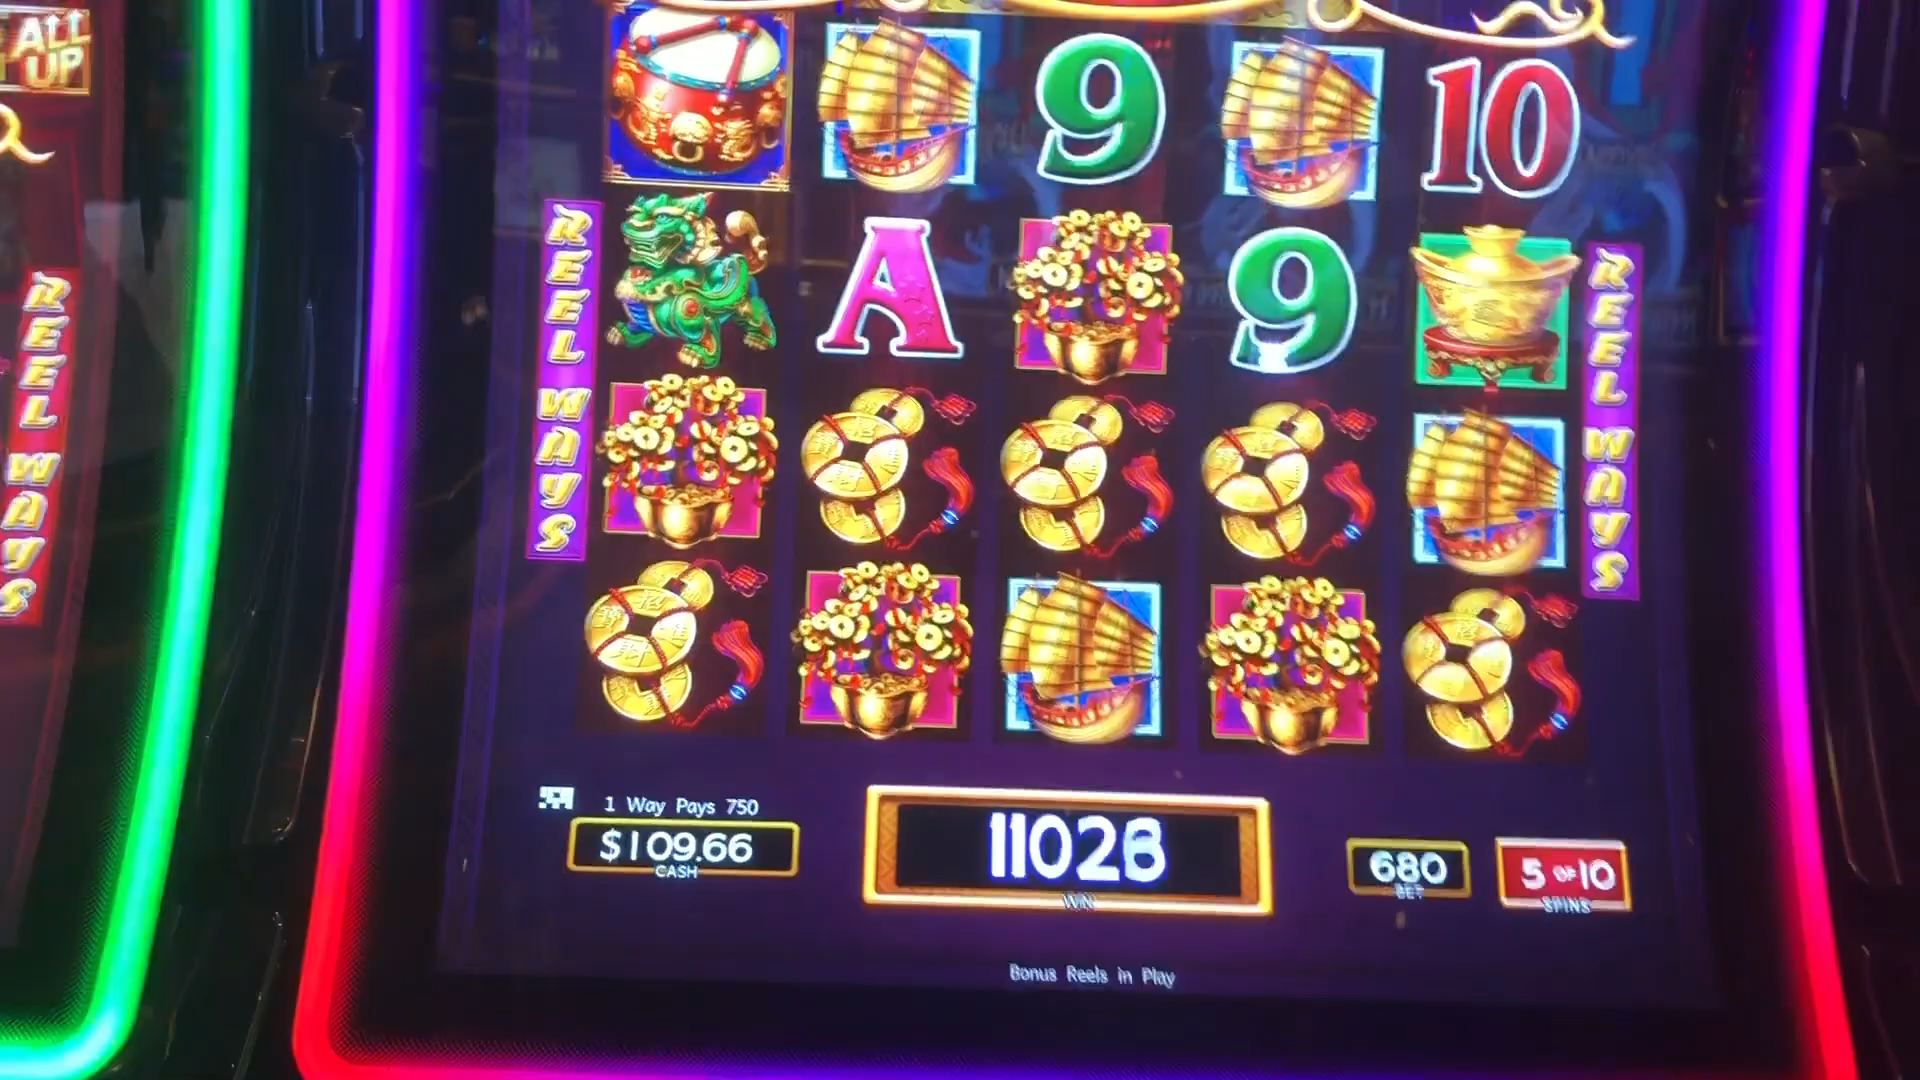 ALL
UP
9
10
A
9
REEL WAYS
REEL WAYS
REEL WAYS
1 Way Pays 750
$109.66
CASH
11028
WIN
680
BET
5 OF 10
SPINS
Bonus Reels in Play